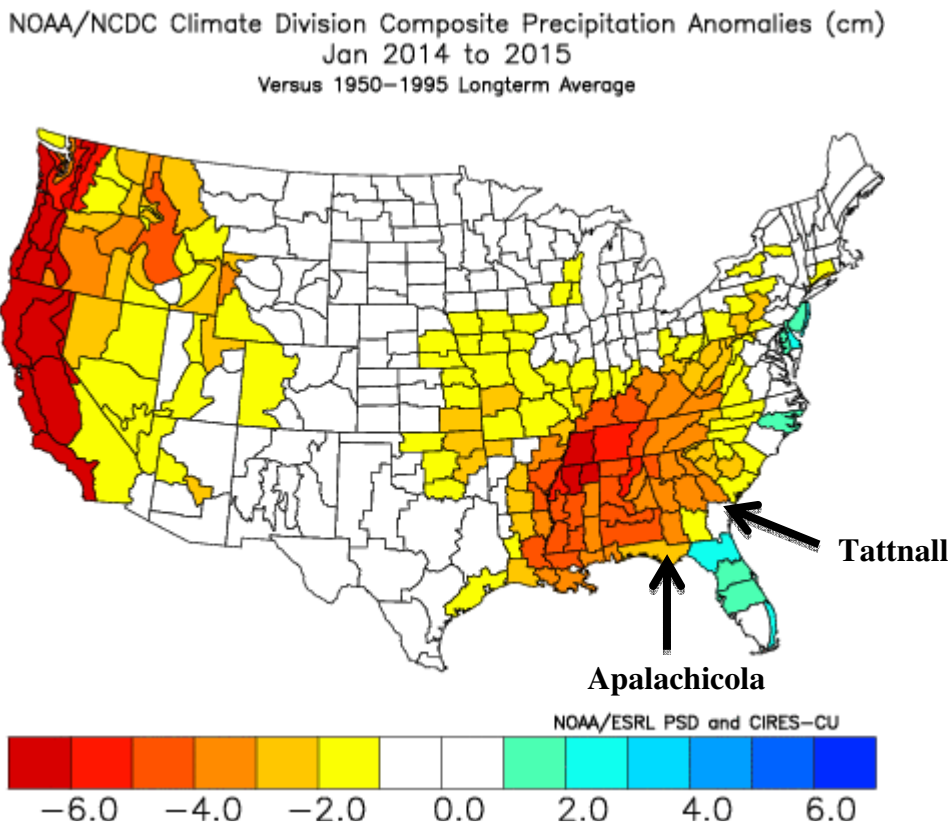 NOAA/NCDC Climate Division Composite Precipitation Anomalies (cm)
Jan 2014 to 2015
Versus 1950−1995 Longterm Average
Tattnall
Apalachicola
NOAA/ESRL PSD and CIRES−CU
−6.0 −4.0 −2.0 0.0 2.0 4.0 6.0